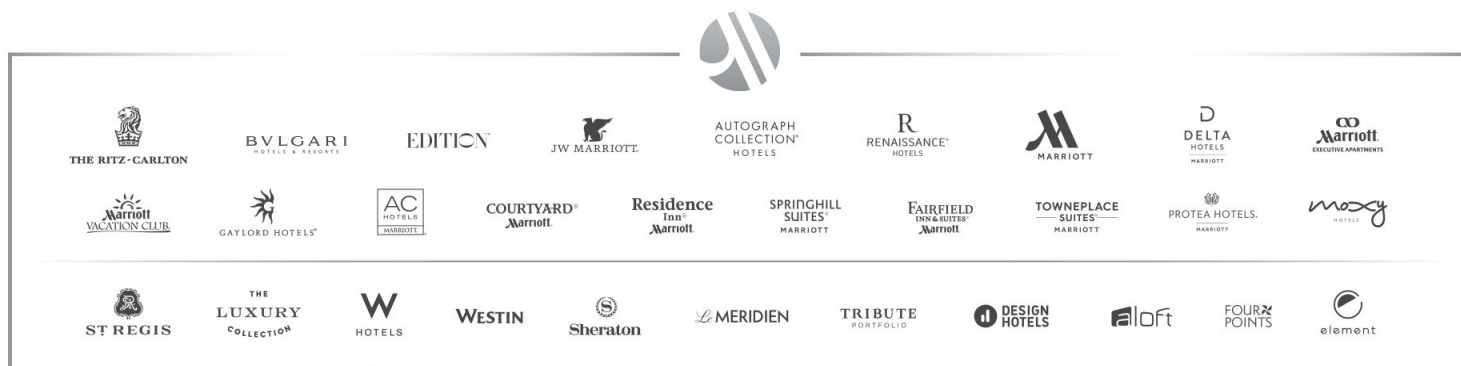 THE RITZ-CARLTON
BVLGARI
HOTELS & RESORTS
EDITION
JW MARRIOTT.
AUTOGRAPH
COLLECTION®
HOTELS
R
RENAISSANCE®
HOTELS
MARRIOTT
D
DELTA
HOTELS
MARRIOTT
Marriott.
EXECUTIVE APARTMENTS
Marriott
VACATION CLUB.
G
GAYLORD HOTELS®
AC
HOTELS
MARRIOTT
COURTYARD®
Marriott.
Residence
Inn®
Marriott.
SPRINGHILL
SUITES®
MARRIOTT
FAIRFIELD
INN & SUITES®
Marriott.
TOWNEPLACE
SUITES®
MARRIOTT
PROTEA HOTELS.
MARRIOTT
moxy
HOTELS
ST REGIS
THE
LUXURY
COLLECTION
W
HOTELS
WESTIN
S
Sheraton
Le MERIDIEN
TRIBUTE
PORTFOLIO
DESIGN
HOTELS
aloft
FOUR
POINTS
element